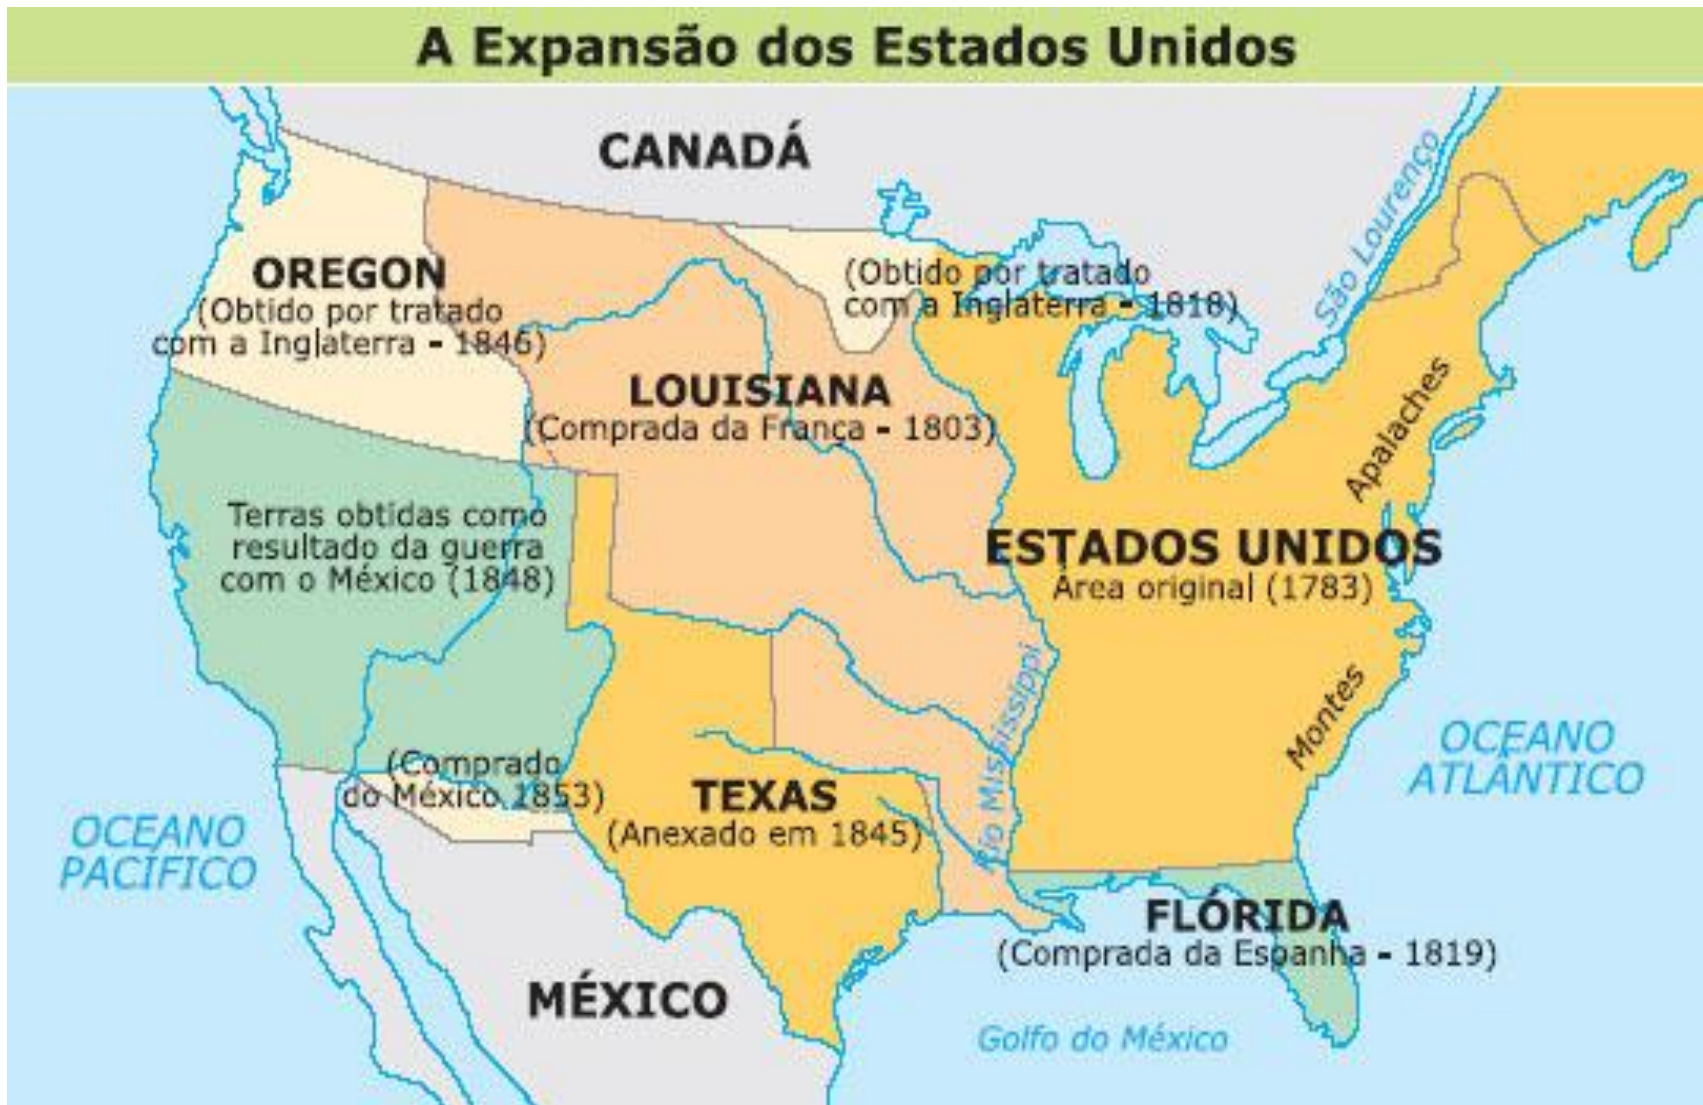 A Expansão dos Estados Unidos
CANADÁ
São Lourenço
OREGON
(Obtido por tratado
com a Inglaterra - 1846)
(Obtido por tratado
com a Inglaterra - 1818)
LOUISIANA
(Comprada da França - 1803)
Apalaches
Terras obtidas como
resultado da guerra
com o México (1848)
ESTADOS UNIDOS
Área original (1783)
Rio Mississippi
Montes
OCEANO
ATLÂNTICO
(Comprado
do México 1853)
TEXAS
(Anexado em 1845)
OCEANO
PACÍFICO
FLÓRIDA
(Comprada da Espanha - 1819)
MÉXICO
Golfo do México